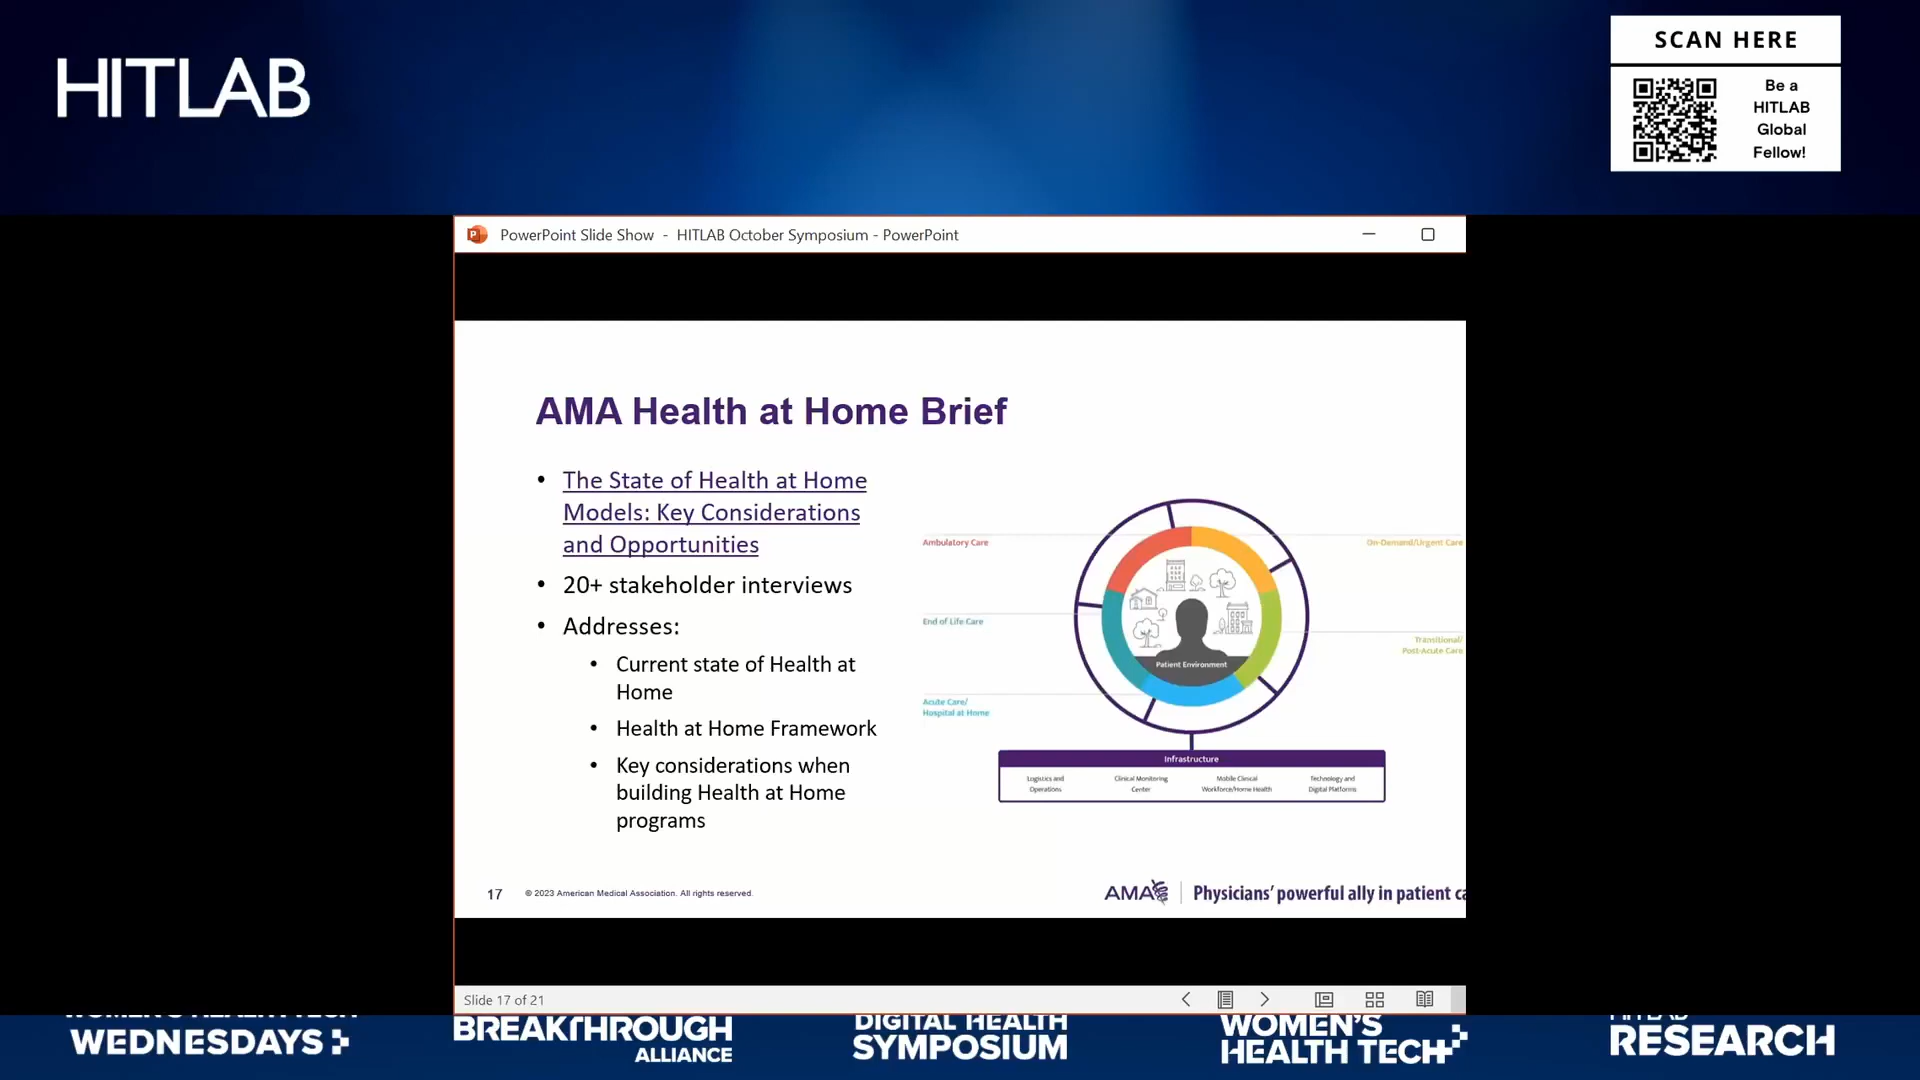 HITLAB
SCAN HERE
Be a
HITLAB
Global
Fellow!
PowerPoint Slide Show - HITLAB October Symposium - PowerPoint
AMA Health at Home Brief
• The State of Health at Home
Models: Key Considerations
and Opportunities
• 20+ stakeholder interviews
• Addresses:
• Current state of Health at
Home
• Health at Home Framework
• Key considerations when
building Health at Home
programs
Ambulatory Care
On-Demand/Urgent Care
End of Life Care
Transitional/
Post-Acute Care
Acute Care/
Hospital at Home
Patient Environment
Infrastructure
Logistics and
Operations
Clinical Monitoring
Center
Mobile Clinical
Workforce/Home Health
Technology and
Digital Platforms
17
© 2023 American Medical Association. All rights reserved.
AMA
Physicians' powerful ally in patient ca
Slide 17 of 21
WOMEN'S HEALTH TECH
WEDNESDAYS
BREAKTHROUGH
ALLIANCE
DIGITAL HEALTH
SYMPOSIUM
WOMEN'S
HEALTH TECH
HITLAB
RESEARCH